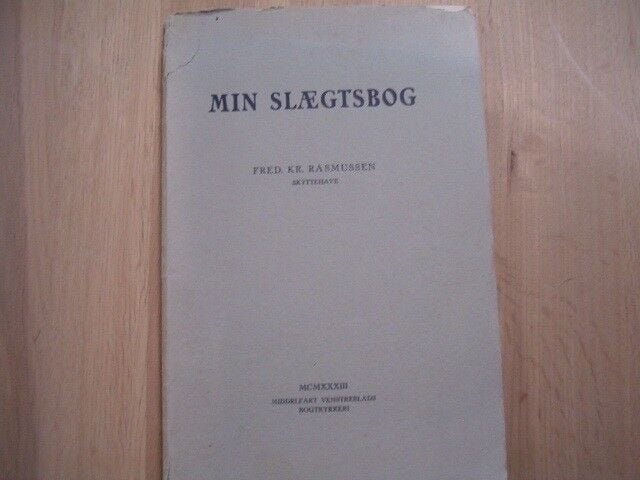 MIN SLÆGTSBOG
FRED. KR. RASMUSSEN
SKYTTEHAVE
MCMXXXIII
MIDDELFART VENSTREBLADS
BOGTRYKKERI